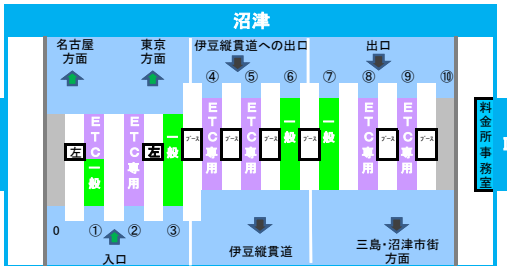 沼津
名古屋
方面
東京
方面
伊豆縦貫道への出口
出口
④
⑤
⑥
⑦
⑧
⑨
⑩
左
ETC
一般
ETC専用
左
一般
ブース
ETC専用
ブース
ETC専用
ブース
一般
ブース
一般
ブース
ETC専用
ブース
ETC専用
ブース
料金所事務室
0
①
②
③
入口
伊豆縦貫道
三島・沼津市街
方面